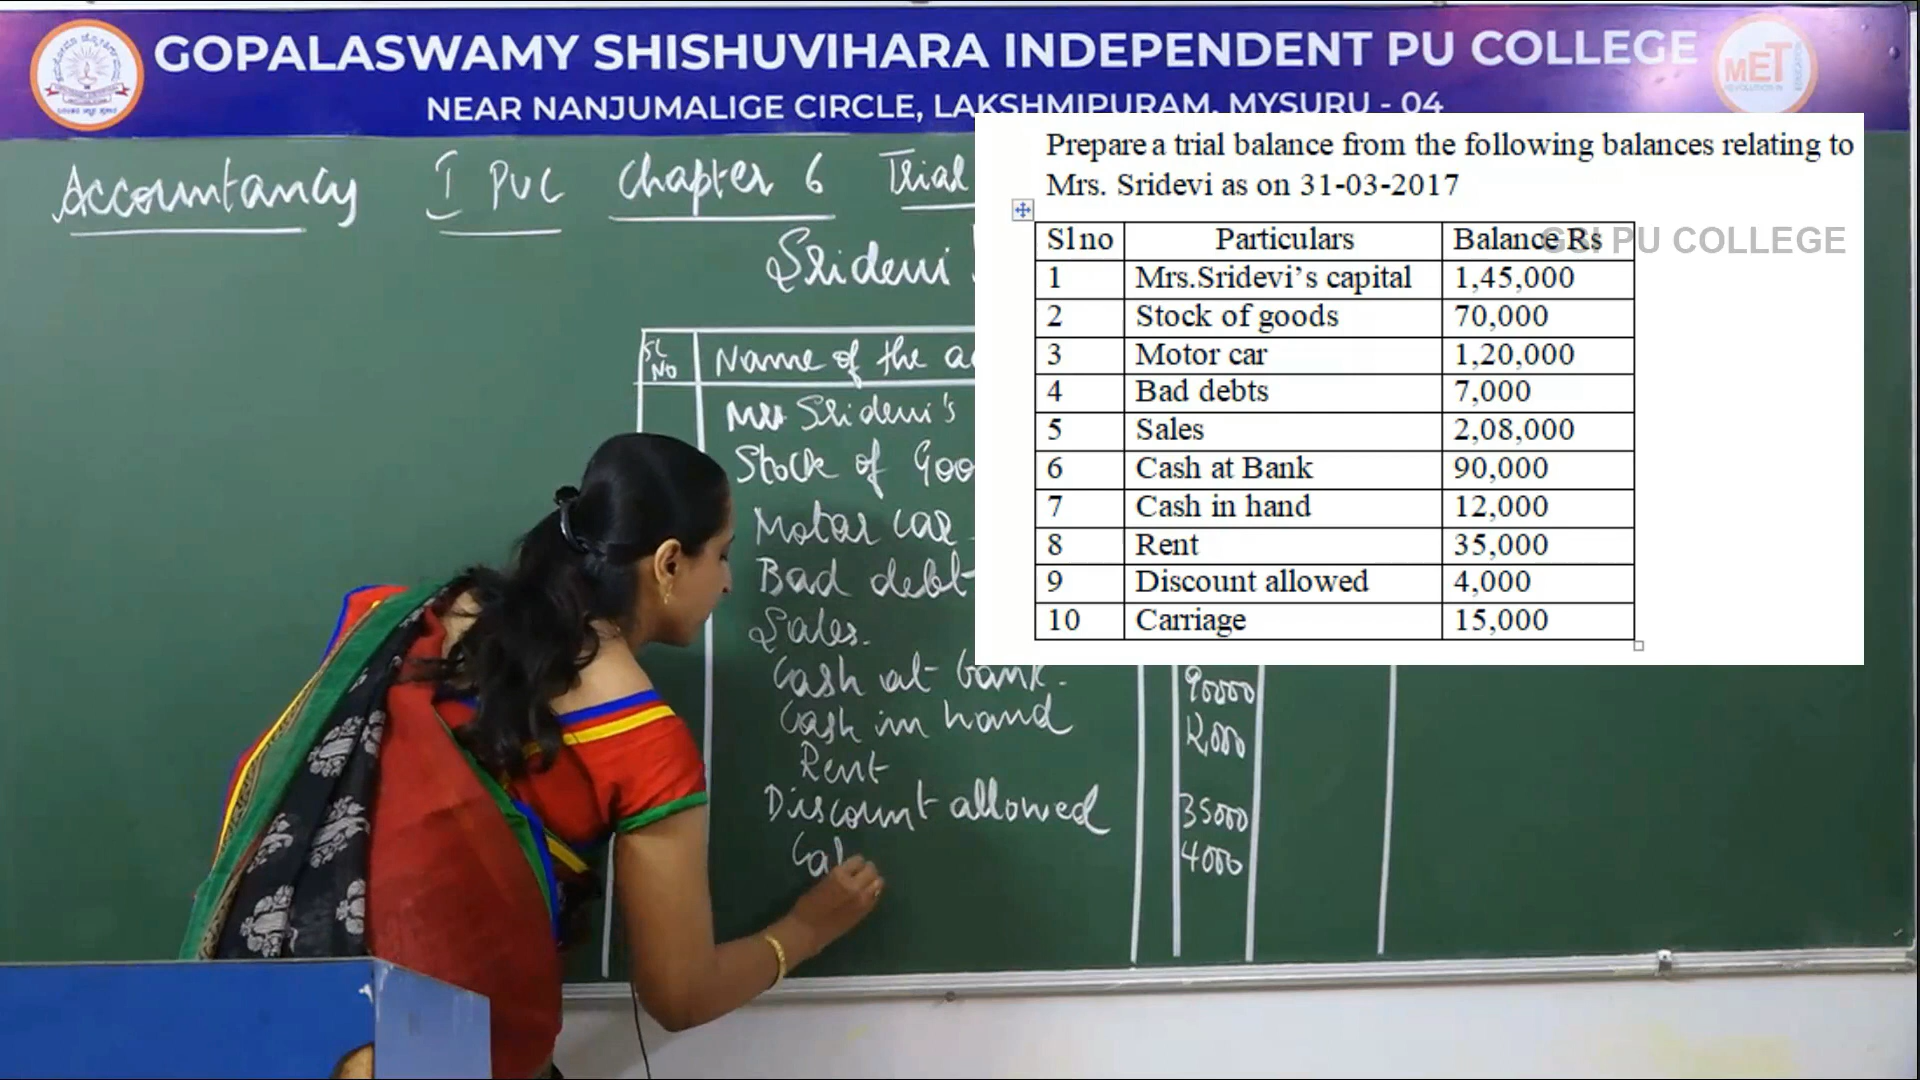 GOPALASWAMY SHISHUVIHARA INDEPENDENT PU COLLEGE
NEAR NANJUMALIGE CIRCLE, LAKSHMIPURAM, MYSURU - 04
MET
Accountancy I PUC Chapter 6 Trial
Sridevi
SL NO Name of the
Mrs Sridevi's
Stock of Goo
Motor car
Bad debt
Sales.
Cash at bank. 90000
Cash in hand 12,000
Rent
Discount allowed 35000
Ca 4000
Prepare a trial balance from the following balances relating to
Mrs. Sridevi as on 31-03-2017
Sl no Particulars Balance Rs
GSI PU COLLEGE
1 Mrs.Sridevi’s capital 1,45,000
2 Stock of goods 70,000
3 Motor car 1,20,000
4 Bad debts 7,000
5 Sales 2,08,000
6 Cash at Bank 90,000
7 Cash in hand 12,000
8 Rent 35,000
9 Discount allowed 4,000
10 Carriage 15,000